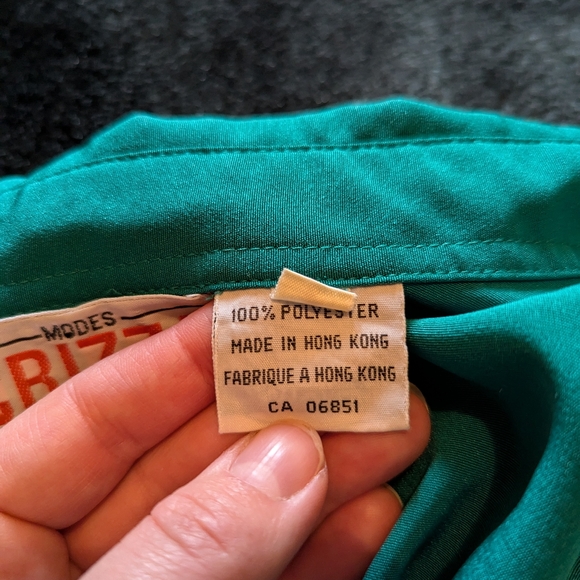 MODES
100% POLYESTER
MADE IN HONG KONG
FABRIQUE A HONG KONG
CA 06851